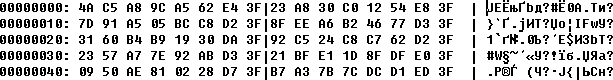 00000000: 4A C5 A8 9C A5 62 E4 3F|23 A8 30 C0 12 54 E8 3F | JЕЁњҐbд?#Ё0А.Tи?
00000010: 7D 91 A5 05 BC C8 D2 3F|8F EE A6 B2 46 77 D3 3F | }‘Ґ.јИТ?Џо¦ІFwУ?
00000020: 31 60 B4 B9 19 30 DA 3F|92 C5 24 C8 C7 62 D2 3F | 1`ґ№.0Ъ?’Е$ИЗbТ?
00000030: 23 57 A7 7E 92 AB D3 3F|21 BF E1 1D 8F DF E0 3F | #W§~’«У?!їб.ЏЯа?
00000040: 09 50 AE 81 02 28 D7 3F|B7 A3 7B 7C DC D1 ED 3F | .P®Ѓ.(Ч?·Ј{|ЬСн?